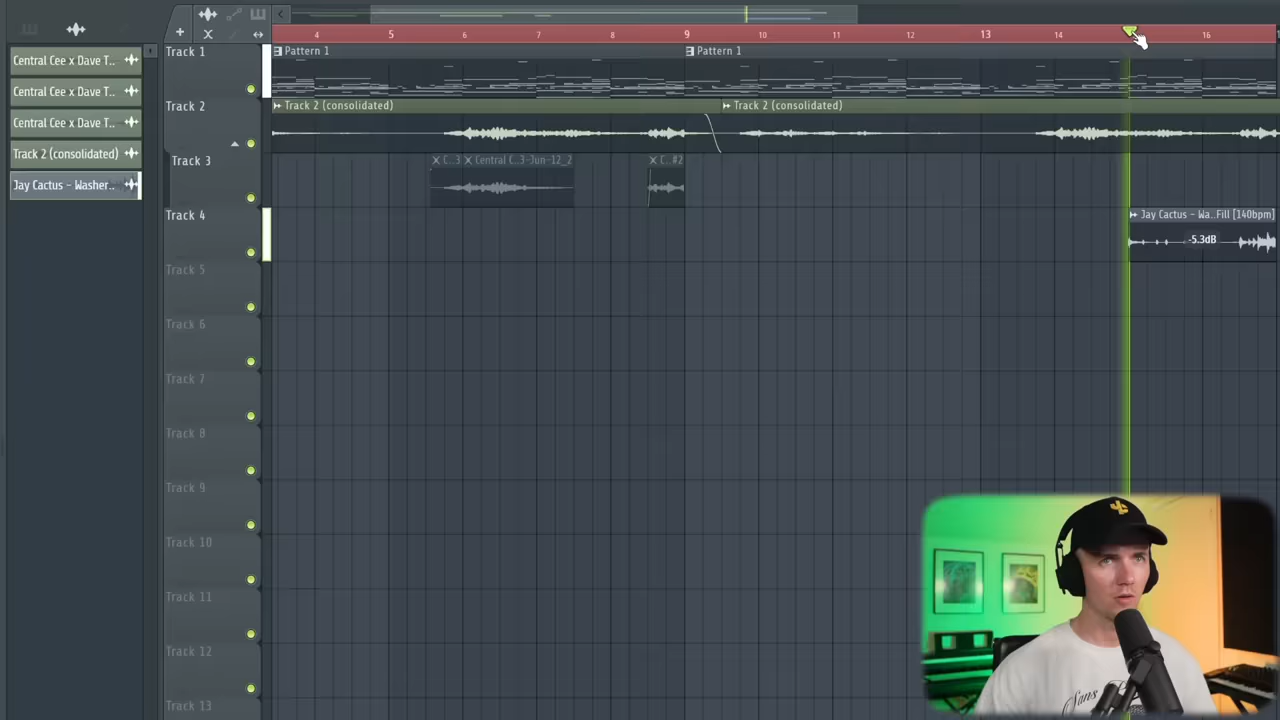 4 5 6 7 8 9 10 11 12 13 14 16
Central Cee x Dave T..
Central Cee x Dave T..
Central Cee x Dave T..
Track 2 (consolidated)
Jay Cactus - Washer..
Track 1
Pattern 1
Pattern 1
Track 2
Track 2 (consolidated)
Track 2 (consolidated)
Track 3
C..3
Central C...3-Jun-12_2
C.. #2
Track 4
Jay Cactus - Wa..Fill [140bpm]
-5.3dB
Track 5
Track 6
Track 7
Track 8
Track 9
Track 10
Track 11
Track 12
Track 13
Sans